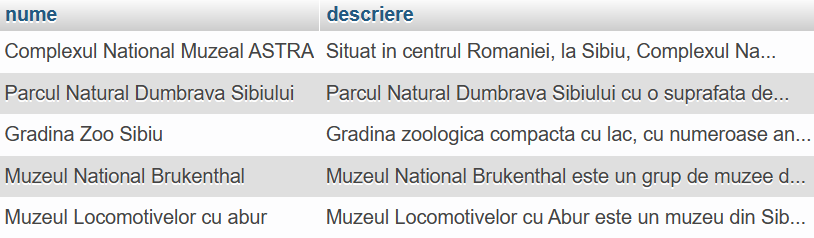 nume descriere
Complexul National Muzeal ASTRA Situat in centrul Romaniei, la Sibiu, Complexul Na...
Parcul Natural Dumbrava Sibiului Parcul Natural Dumbrava Sibiului cu o suprafata de...
Gradina Zoo Sibiu Gradina zoologica compacta cu lac, cu numeroase an...
Muzeul National Brukenthal Muzeul National Brukenthal este un grup de muzee d...
Muzeul Locomotivelor cu abur Muzeul Locomotivelor cu Abur este un muzeu din Sib...